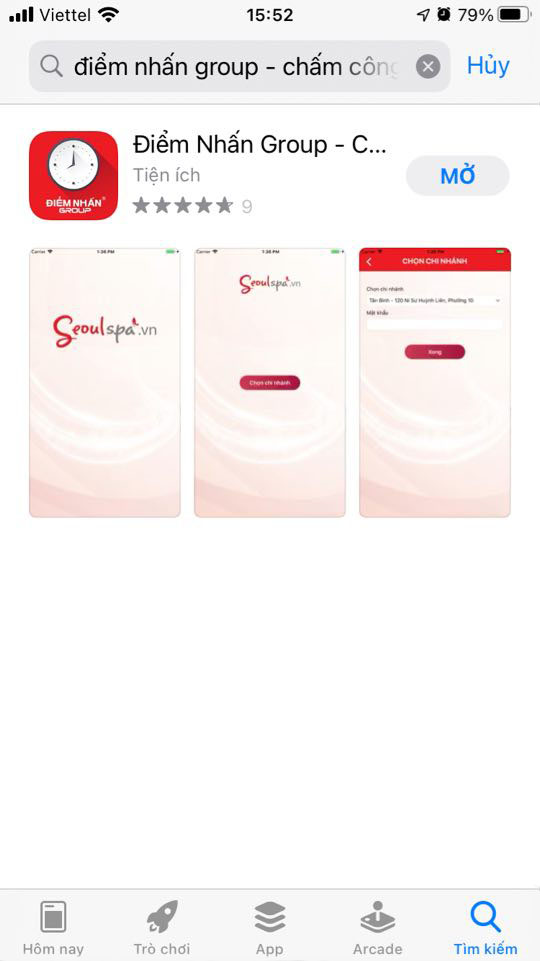 Viettel 15:52 79%
điểm nhấn group - chấm công
Hủy
Điểm Nhấn Group - C...
Tiện ích
9
MỞ
ĐIỂM NHẤN
GROUP
Carrier 1:36 PM
Seoulspa.vn
Carrier 1:36 PM
Seoulspa.vn
Chọn chi nhánh
Carrier 1:36 PM
CHỌN CHI NHÁNH
Chọn chi nhánh
Tân Bình - 120 Ni Sư Huỳnh Liên, Phường 10
Mật khẩu
Xong
Hôm nay
Trò chơi
App
Arcade
Tìm kiếm